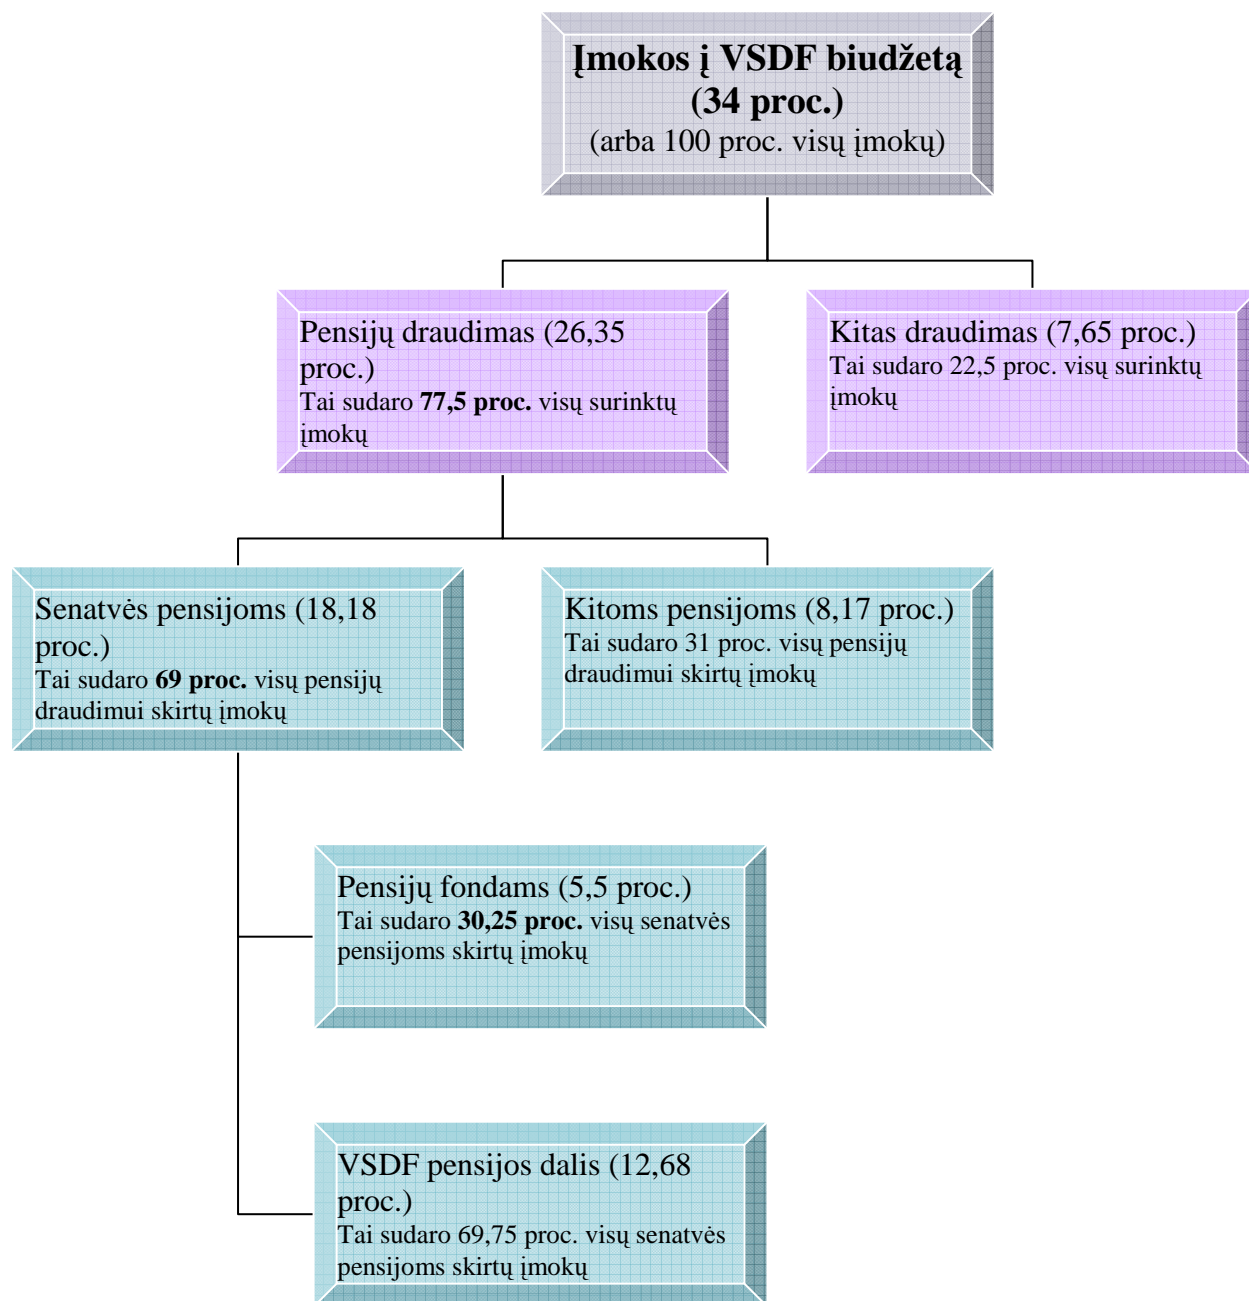 Įmokos į VSDF biudžetą
(34 proc.)
(arba 100 proc. visų įmokų)
Pensijų draudimas (26,35
proc.)
Tai sudaro 77,5 proc. visų surinktų
įmokų
Kitas draudimas (7,65 proc.)
Tai sudaro 22,5 proc. visų surinktų
įmokų
Senatvės pensijoms (18,18
proc.)
Tai sudaro 69 proc. visų pensijų
draudimui skirtų įmokų
Kitoms pensijoms (8,17 proc.)
Tai sudaro 31 proc. visų pensijų
draudimui skirtų įmokų
Pensijų fondams (5,5 proc.)
Tai sudaro 30,25 proc. visų senatvės
pensijoms skirtų įmokų
VSDF pensijos dalis (12,68
proc.)
Tai sudaro 69,75 proc. visų senatvės
pensijoms skirtų įmokų